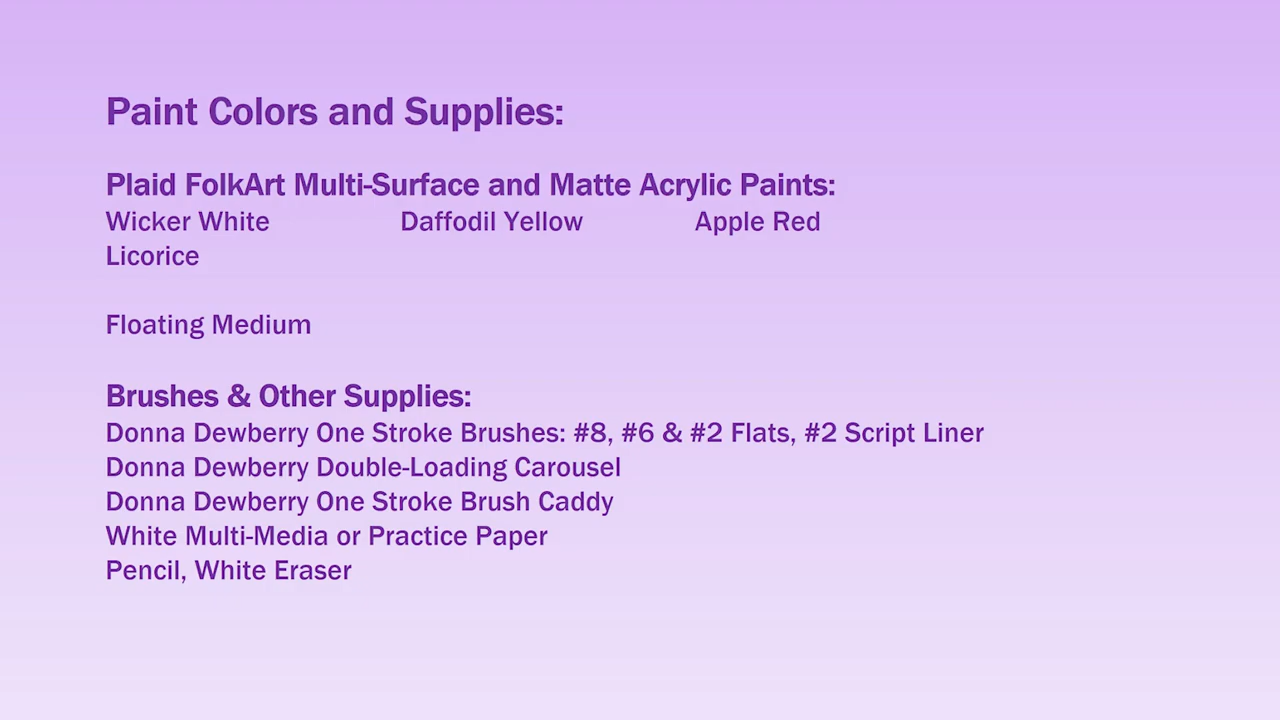 Paint Colors and Supplies:
Plaid FolkArt Multi-Surface and Matte Acrylic Paints:
Wicker White Daffodil Yellow Apple Red
Licorice
Floating Medium
Brushes & Other Supplies:
Donna Dewberry One Stroke Brushes: #8, #6 & #2 Flats, #2 Script Liner
Donna Dewberry Double-Loading Carousel
Donna Dewberry One Stroke Brush Caddy
White Multi-Media or Practice Paper
Pencil, White Eraser